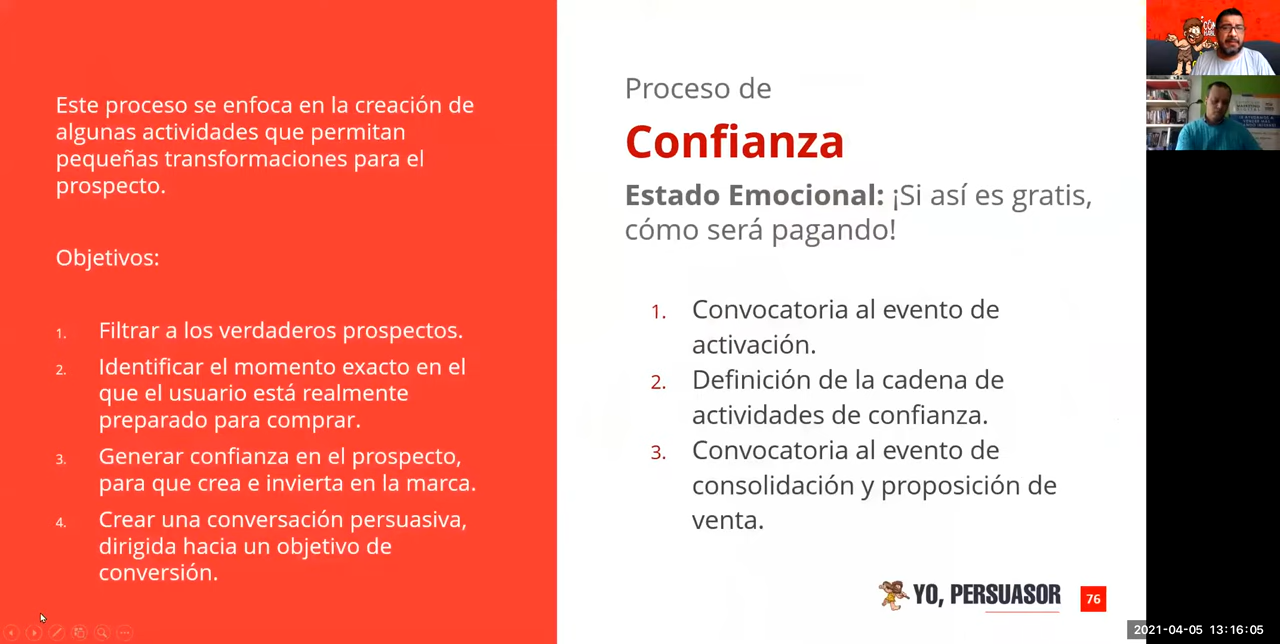 Este proceso se enfoca en la creación de
algunas actividades que permitan
pequeñas transformaciones para el
prospecto.
Objetivos:
1. Filtrar a los verdaderos prospectos.
2. Identificar el momento exacto en el
que el usuario está realmente
preparado para comprar.
3. Generar confianza en el prospecto,
para que crea e invierta en la marca.
4. Crear una conversación persuasiva,
dirigida hacia un objetivo de
conversión.
Proceso de
Confianza
Estado Emocional: ¡Si así es gratis,
cómo será pagando!
1. Convocatoria al evento de
activación.
2. Definición de la cadena de
actividades de confianza.
3. Convocatoria al evento de
consolidación y proposición de
venta.
YO, PERSUASOR
76
2021-04-05 13:16:05